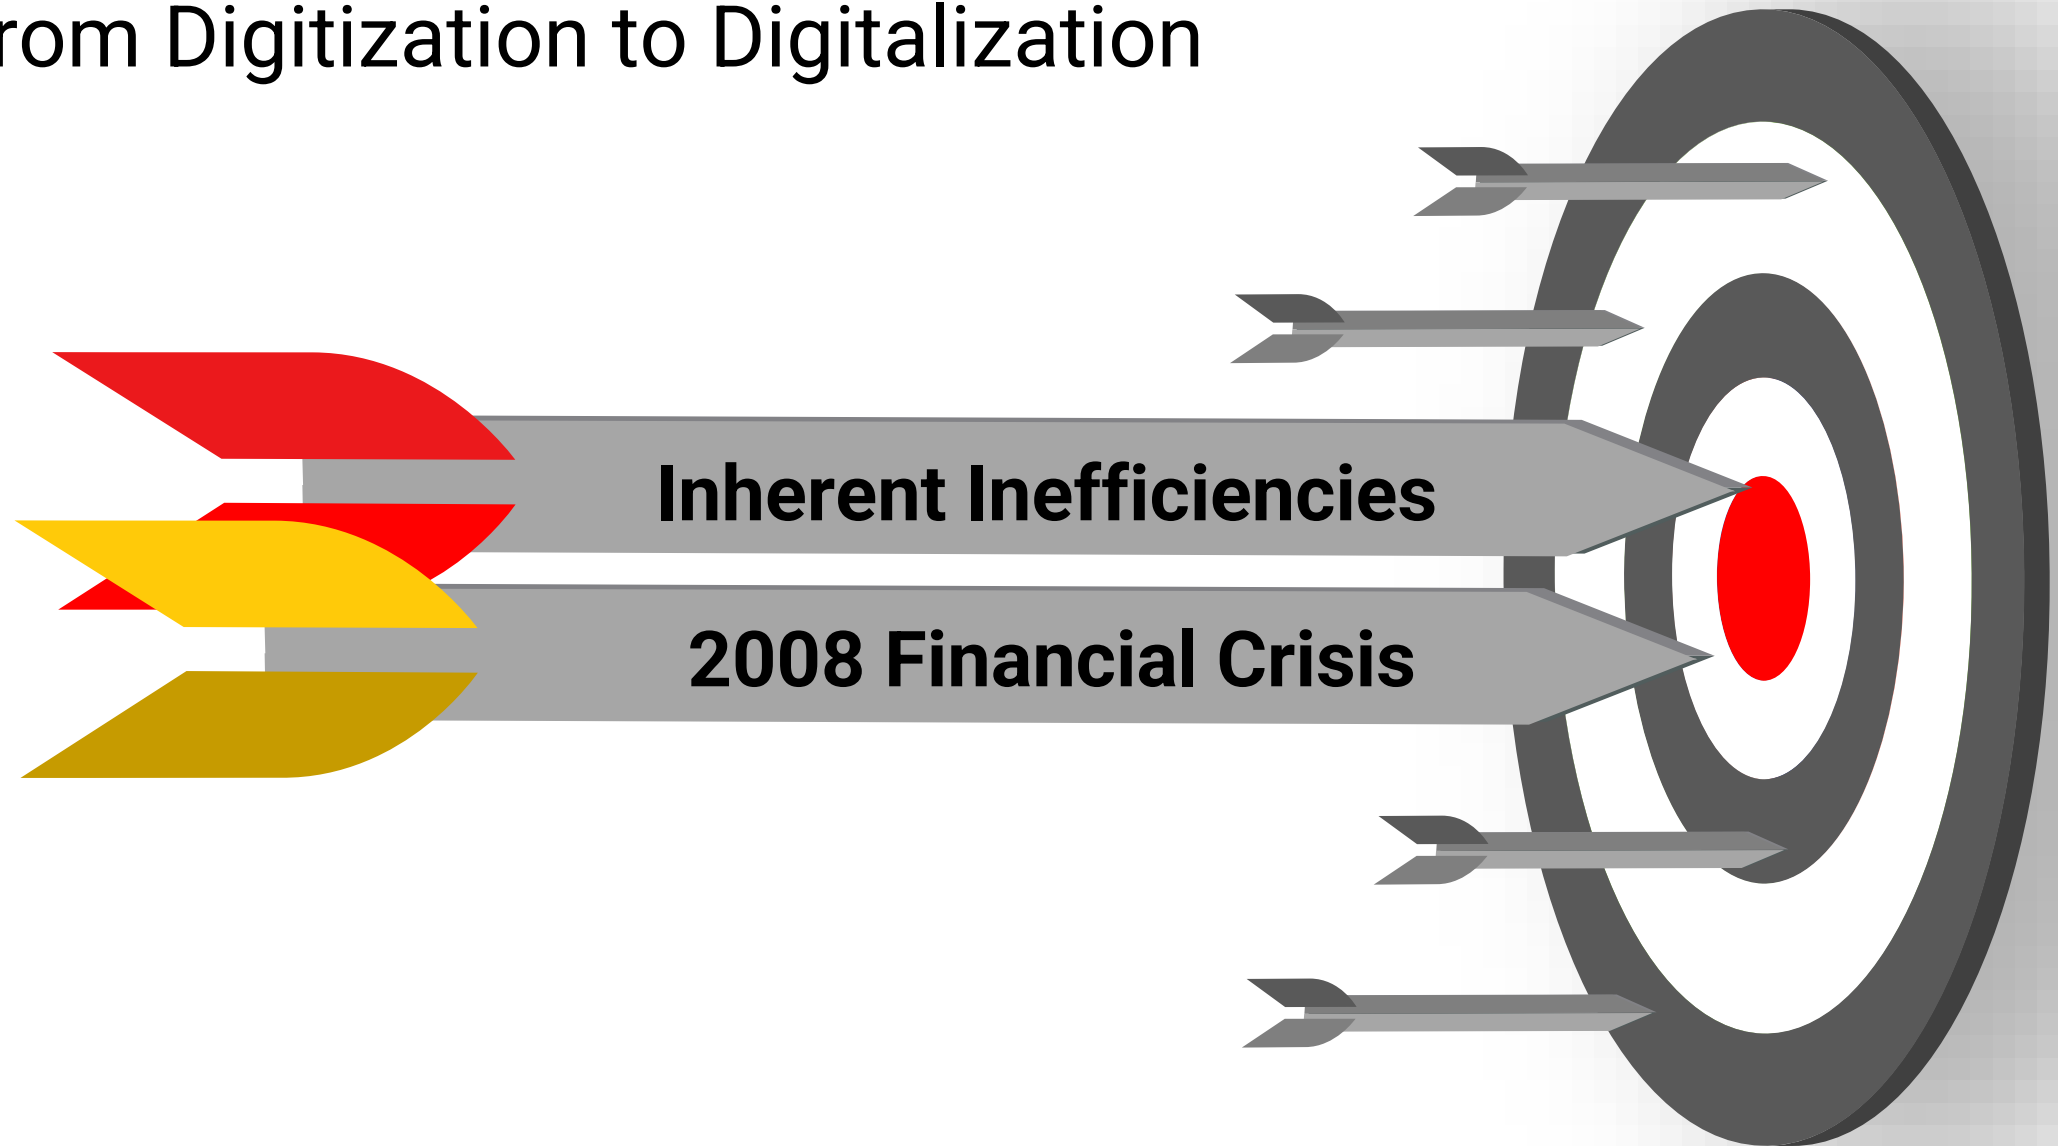 rom Digitization to Digitalization
Inherent Inefficiencies
2008 Financial Crisis